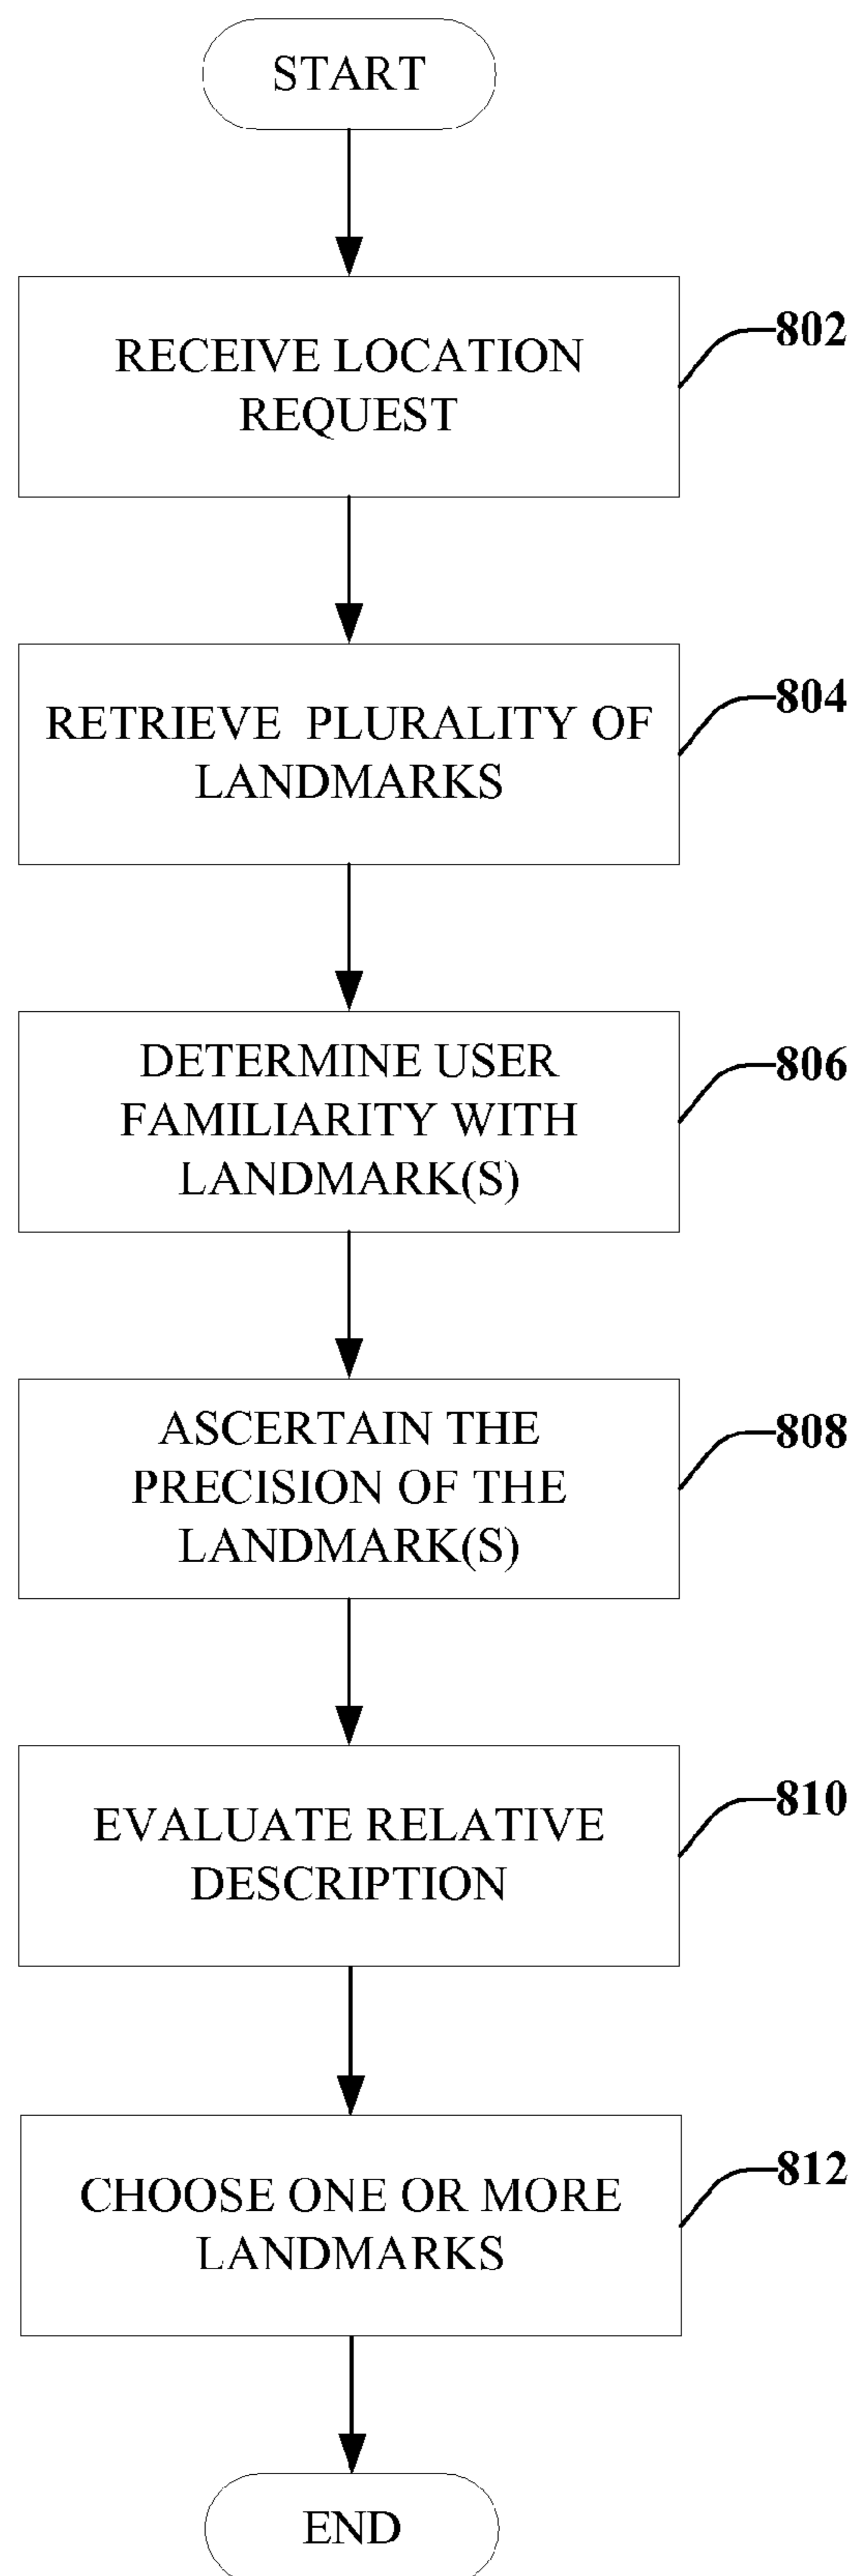 START
RECEIVE LOCATION
REQUEST
802
RETRIEVE PLURALITY OF
LANDMARKS
804
DETERMINE USER
FAMILIARITY WITH
LANDMARK(S)
806
ASCERTAIN THE
PRECISION OF THE
LANDMARK(S)
808
EVALUATE RELATIVE
DESCRIPTION
810
CHOOSE ONE OR MORE
LANDMARKS
812
END